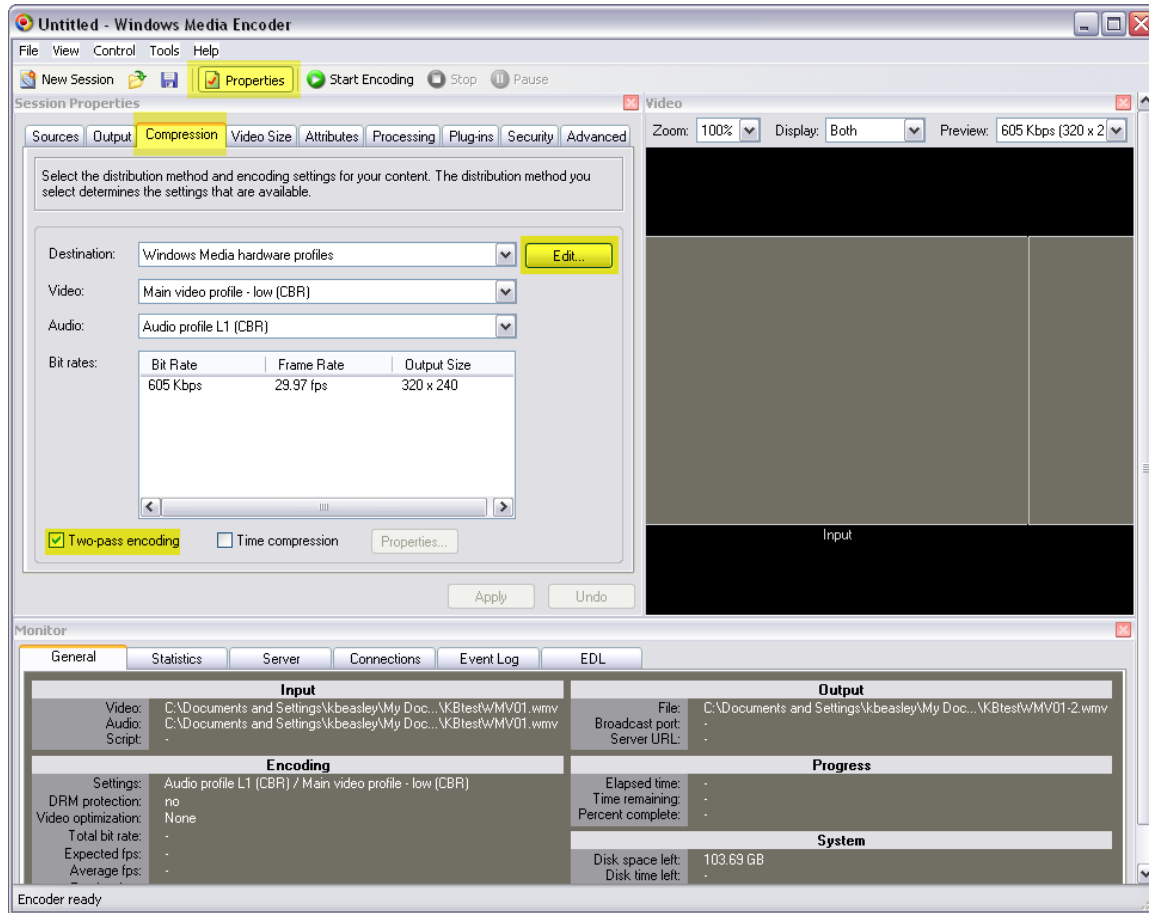 Untitled - Windows Media Encoder
File View Control Tools Help
New Session Properties Start Encoding Stop Pause
Session Properties
Sources Output Compression Video Size Attributes Processing Plug-ins Security Advanced
Select the distribution method and encoding settings for your content. The distribution method you
select determines the settings that are available.
Destination: Windows Media hardware profiles Edit...
Video: Main video profile - low (CBR)
Audio: Audio profile L1 (CBR)
Bit rates: Bit Rate Frame Rate Output Size
605 Kbps 29.97 fps 320 x 240
Two-pass encoding Time compression Properties...
Apply Undo
Video
Zoom: 100% Display: Both Preview: 605 Kbps (320 x 2
Input
Monitor
General Statistics Server Connections Event Log EDL
Input
Video: C:\Documents and Settings\kbeasley\My Doc...\KBtestWMV01.wmv
Audio: C:\Documents and Settings\kbeasley\My Doc...\KBtestWMV01.wmv
Script: -
Output
File: C:\Documents and Settings\kbeasley\My Doc...\KBtestWMV01-2.wmv
Broadcast port: -
Server URL: -
Encoding
Settings: Audio profile L1 (CBR) / Main video profile - low (CBR)
DRM protection: no
Video optimization: None
Total bit rate: -
Expected fps: -
Average fps: -
Progress
Elapsed time: -
Time remaining: -
Percent complete: -
System
Disk space left: 103.69 GB
Disk time left: -
Encoder ready